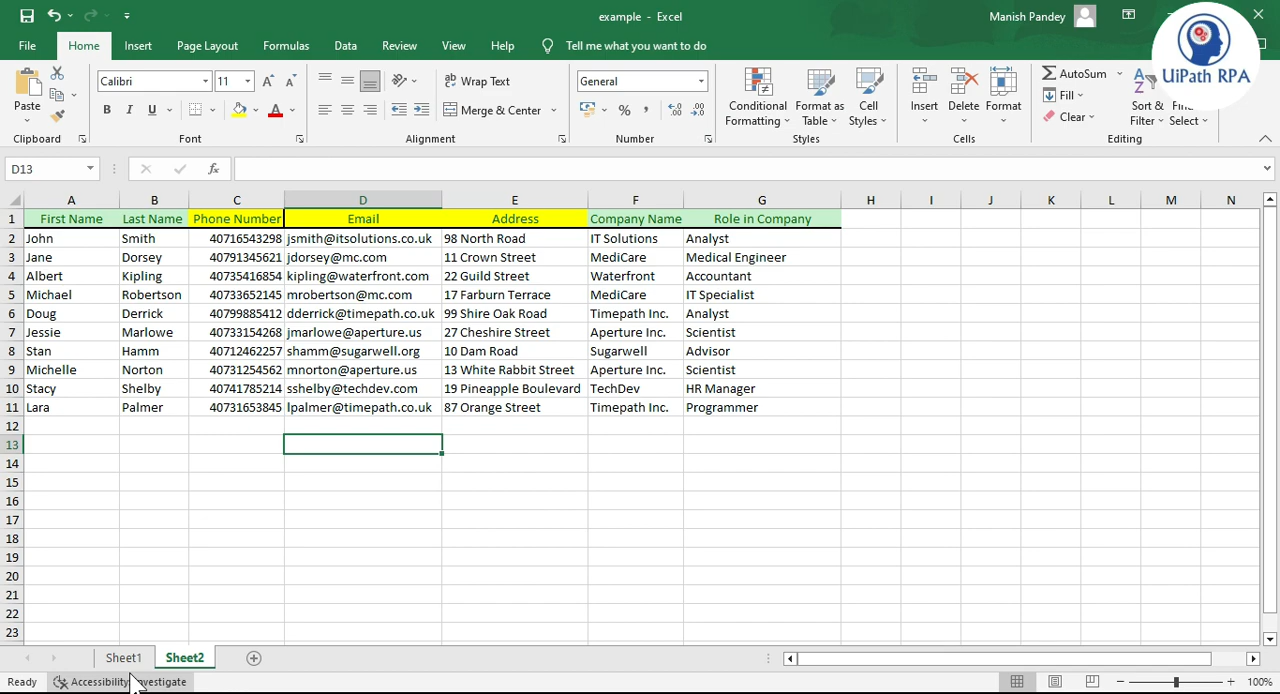 example - Excel
Manish Pandey
File Home Insert Page Layout Formulas Data Review View Help Tell me what you want to do
UiPath RPA
Paste
Clipboard
Calibri 11
B I U
A A
Font
Wrap Text
Merge & Center
Alignment
General
%
Number
Conditional Formatting
Format as Table
Cell Styles
Styles
Insert Delete Format
Cells
AutoSum
Fill
Clear
Sort & Filter
Select
Editing
D13 fx
A B C D E F G H I J K L M N
1 First Name Last Name Phone Number Email Address Company Name Role in Company
2 John Smith 40716543298 jsmith@itsolutions.co.uk 98 North Road IT Solutions Analyst
3 Jane Dorsey 40791345621 jdorsey@mc.com 11 Crown Street MediCare Medical Engineer
4 Albert Kipling 40735416854 kipling@waterfront.com 22 Guild Street Waterfront Accountant
5 Michael Robertson 40733652145 mrobertson@mc.com 17 Farburn Terrace MediCare IT Specialist
6 Doug Derrick 40799885412 dderrick@timepath.co.uk 99 Shire Oak Road Timepath Inc. Analyst
7 Jessie Marlowe 40733154268 jmarlowe@aperture.us 27 Cheshire Street Aperture Inc. Scientist
8 Stan Hamm 40712462257 shamm@sugarwell.org 10 Dam Road Sugarwell Advisor
9 Michelle Norton 40731254562 mnorton@aperture.us 13 White Rabbit Street Aperture Inc. Scientist
10 Stacy Shelby 40741785214 sshelby@techdev.com 19 Pineapple Boulevard TechDev HR Manager
11 Lara Palmer 40731653845 lpalmer@timepath.co.uk 87 Orange Street Timepath Inc. Programmer
12
13
14
15
16
17
18
19
20
21
22
23
Sheet1 Sheet2
Ready Accessibility: Investigate 100%